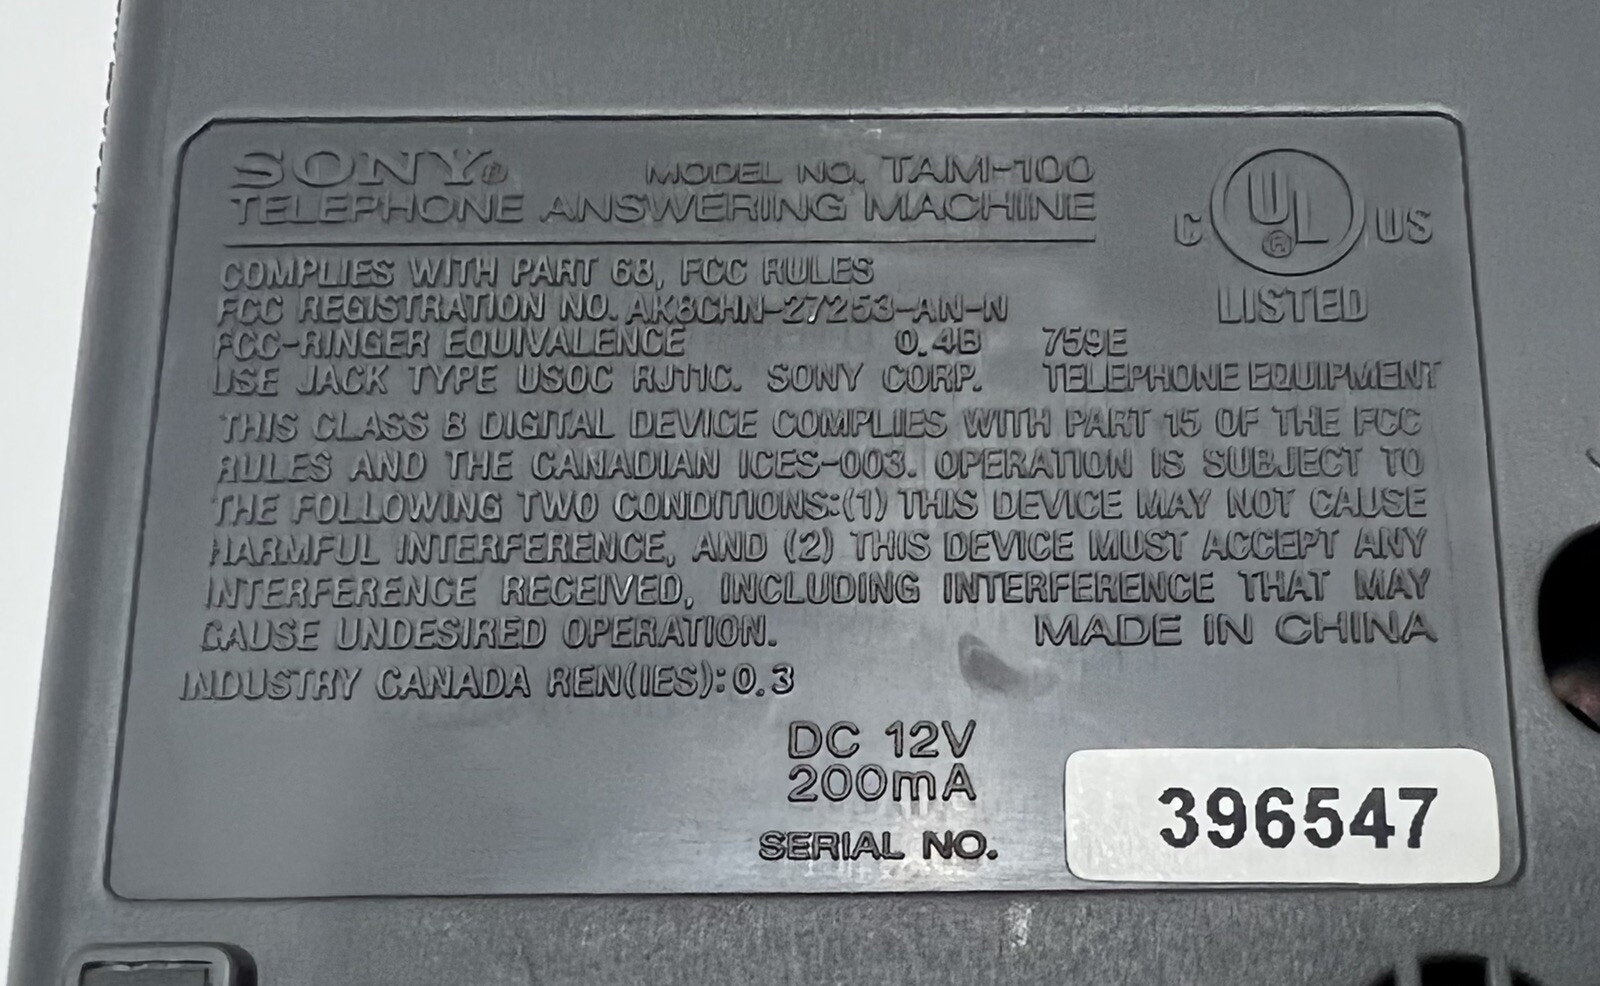 SONY® MODEL NO. TAM-100
TELEPHONE ANSWERING MACHINE
COMPLIES WITH PART 68, FCC RULES
FCC REGISTRATION NO. AK8CHN-27253-AN-N
FCC-RINGER EQUIVALENCE 0.4B
USE JACK TYPE USOC RJ11C. SONY CORP.
C UL® US
LISTED
759E
TELEPHONE EQUIPMENT
THIS CLASS B DIGITAL DEVICE COMPLIES WITH PART 15 OF THE FCC
RULES AND THE CANADIAN ICES-003. OPERATION IS SUBJECT TO
THE FOLLOWING TWO CONDITIONS:(1) THIS DEVICE MAY NOT CAUSE
HARMFUL INTERFERENCE, AND (2) THIS DEVICE MUST ACCEPT ANY
INTERFERENCE RECEIVED, INCLUDING INTERFERENCE THAT MAY
CAUSE UNDESIRED OPERATION. MADE IN CHINA
INDUSTRY CANADA REN(IES):0.3
DC 12V
200mA
SERIAL NO. 396547